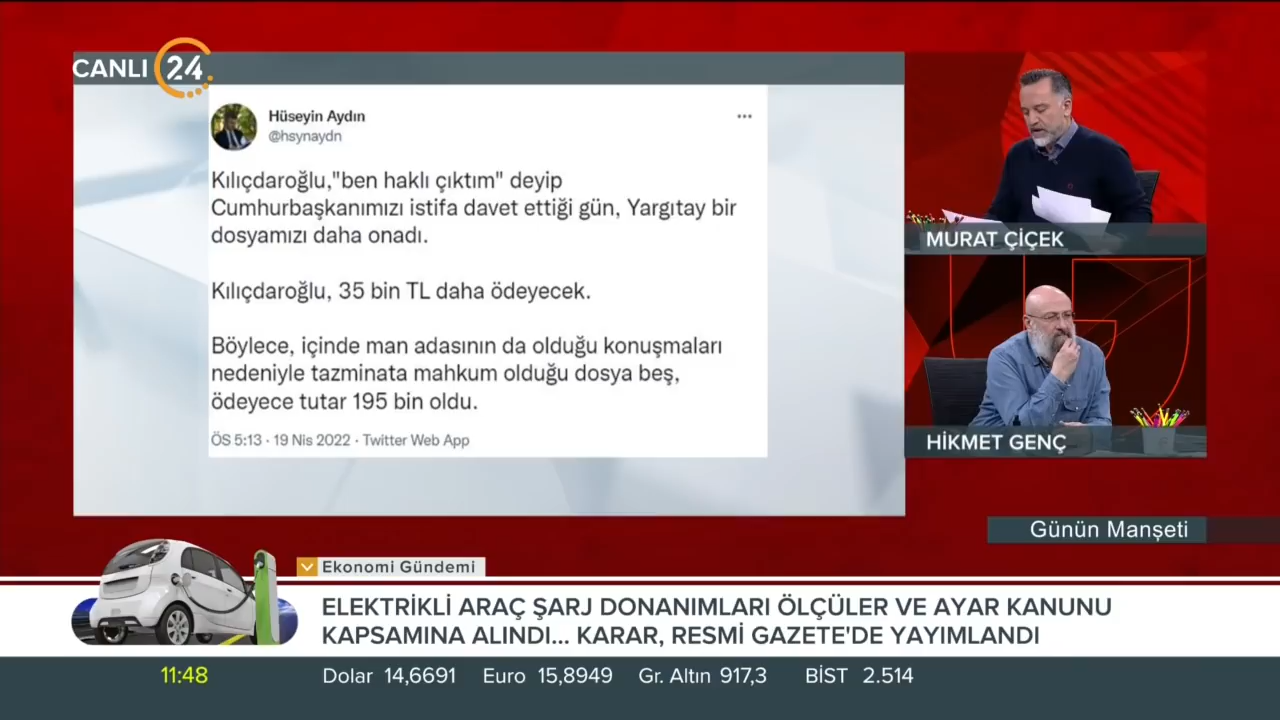 CANLI 24
Hüseyin Aydın
@hsynaydn
Kılıçdaroğlu,"ben haklı çıktım" deyip
Cumhurbaşkanımızı istifa davet ettiği gün, Yargıtay bir
dosyamızı daha onadı.
Kılıçdaroğlu, 35 bin TL daha ödeyecek.
Böylece, içinde man adasının da olduğu konuşmaları
nedeniyle tazminata mahkum olduğu dosya beş,
ödeyece tutar 195 bin oldu.
ÖS 5:13 · 19 Nis 2022 · Twitter Web App
MURAT ÇİÇEK
HİKMET GENÇ
Günün Manşeti
Ekonomi Gündemi
ELEKTRİKLİ ARAÇ ŞARJ DONANIMLARI ÖLÇÜLER VE AYAR KANUNU
KAPSAMINA ALINDI... KARAR, RESMİ GAZETE'DE YAYIMLANDI
11:48 Dolar 14,6691 Euro 15,8949 Gr. Altın 917,3 BİST 2.514